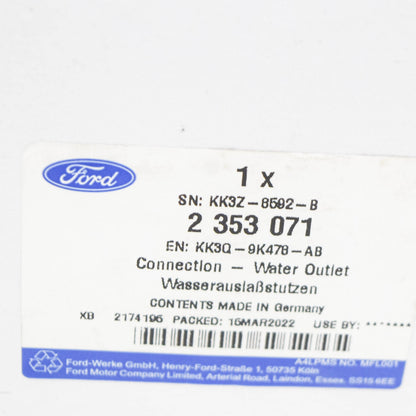 Ford
1 x
SN: KK3Z-8592-B
2 353 071
EN: KK3Q-9K478-AB
Connection - Water Outlet
Wasserauslaßstutzen
CONTENTS MADE IN Germany
XB 2174195 PACKED: 15MAR2022 USE BY: **.*****
A4LPMS NO. MFL001
Ford-Werke GmbH, Henry-Ford-Straße 1, 50735 Köln
Ford Motor Company Limited, Arterial Road, Laindon, Essex. SS15 6EE